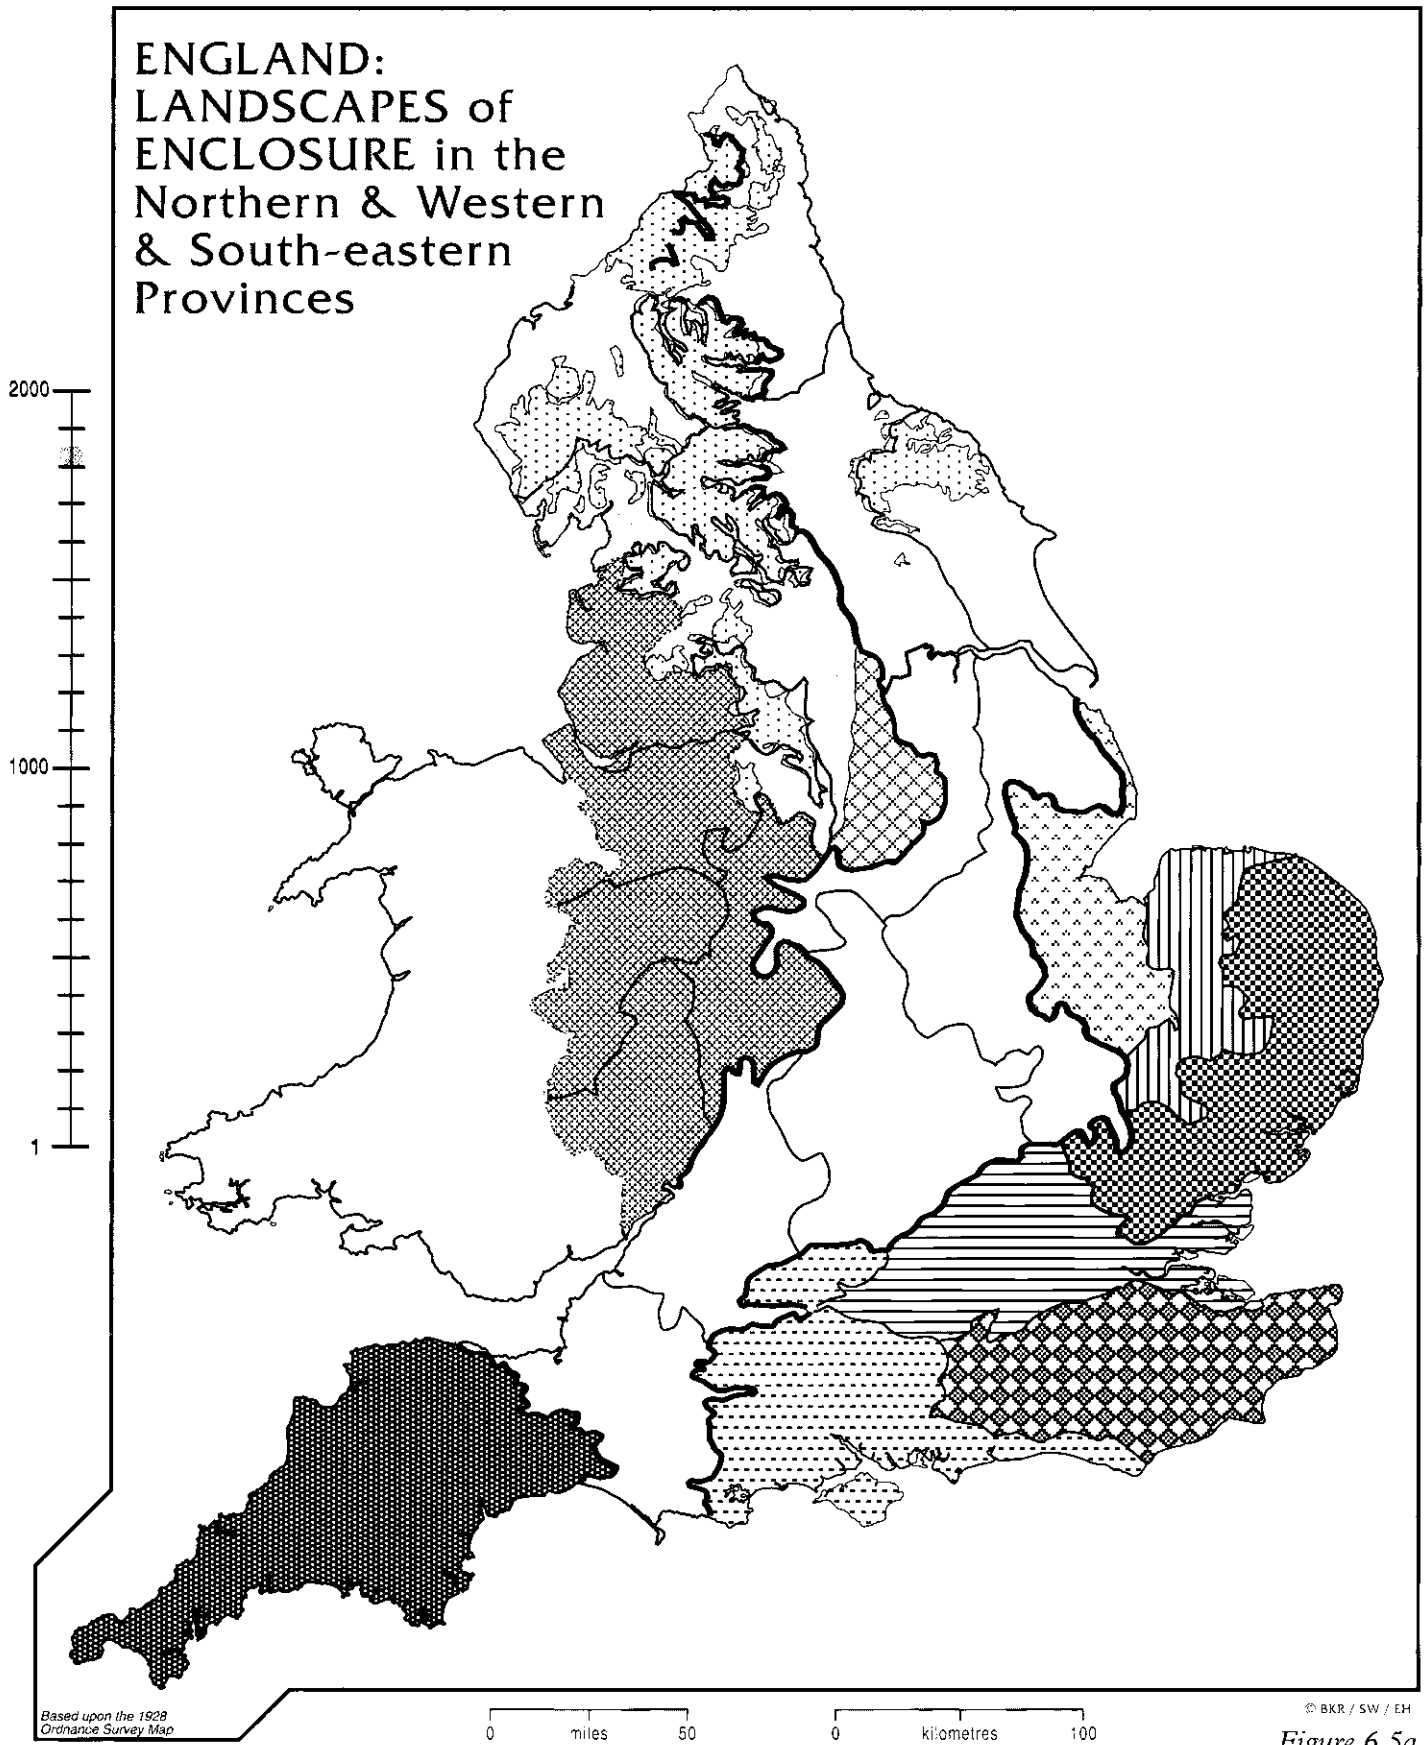 ENGLAND:
LANDSCAPES of
ENCLOSURE in the
Northern & Western
& South-eastern
Provinces
2000
1000
1
Based upon the 1928
Ordnance Survey Map
0 miles 50
0 kilometres 100
© BKR / SW / EH
Figure 6.5a